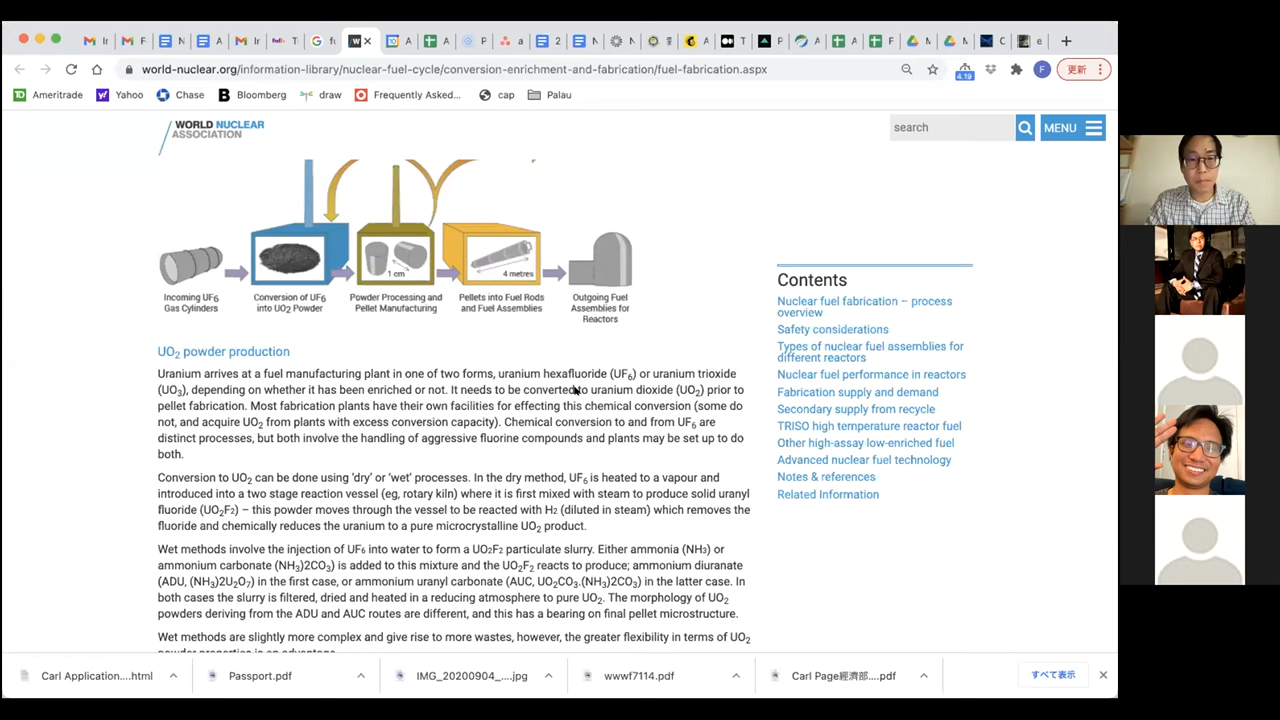 Ir
F
N
A
Ir
T
fu
W
A
A
P
a
2
N
N
g
A
T
P
A
A
F
M
M
C
e
world-nuclear.org/information-library/nuclear-fuel-cycle/conversion-enrichment-and-fabrication/fuel-fabrication.aspx
4.19
F
更新
Ameritrade
Yahoo
Chase
Bloomberg
draw
Frequently Asked...
cap
Palau
WORLD NUCLEAR
ASSOCIATION
search
MENU
1 cm
4 metres
Incoming UF6
Gas Cylinders
Conversion of UF6
into UO2 Powder
Powder Processing and
Pellet Manufacturing
Pellets into Fuel Rods
and Fuel Assemblies
Outgoing Fuel
Assemblies for
Reactors
UO2 powder production
Uranium arrives at a fuel manufacturing plant in one of two forms, uranium hexafluoride (UF6) or uranium trioxide
(UO3), depending on whether it has been enriched or not. It needs to be converted to uranium dioxide (UO2) prior to
pellet fabrication. Most fabrication plants have their own facilities for effecting this chemical conversion (some do
not, and acquire UO2 from plants with excess conversion capacity). Chemical conversion to and from UF6 are
distinct processes, but both involve the handling of aggressive fluorine compounds and plants may be set up to do
both.
Conversion to UO2 can be done using 'dry' or 'wet' processes. In the dry method, UF6 is heated to a vapour and
introduced into a two stage reaction vessel (eg, rotary kiln) where it is first mixed with steam to produce solid uranyl
fluoride (UO2F2) – this powder moves through the vessel to be reacted with H2 (diluted in steam) which removes the
fluoride and chemically reduces the uranium to a pure microcrystalline UO2 product.
Wet methods involve the injection of UF6 into water to form a UO2F2 particulate slurry. Either ammonia (NH3) or
ammonium carbonate (NH3)2CO3) is added to this mixture and the UO2F2 reacts to produce; ammonium diuranate
(ADU, (NH3)2U2O7) in the first case, or ammonium uranyl carbonate (AUC, UO2CO3.(NH3)2CO3) in the latter case. In
both cases the slurry is filtered, dried and heated in a reducing atmosphere to pure UO2. The morphology of UO2
powders deriving from the ADU and AUC routes are different, and this has a bearing on final pellet microstructure.
Wet methods are slightly more complex and give rise to more wastes, however, the greater flexibility in terms of UO2
powder properties is an advantage.
Contents
Nuclear fuel fabrication – process
overview
Safety considerations
Types of nuclear fuel assemblies for
different reactors
Nuclear fuel performance in reactors
Fabrication supply and demand
Secondary supply from recycle
TRISO high temperature reactor fuel
Other high-assay low-enriched fuel
Advanced nuclear fuel technology
Notes & references
Related Information
Carl Application....html
Passport.pdf
IMG_20200904_....jpg
wwwf7114.pdf
Carl Page經濟部....pdf
すべて表示